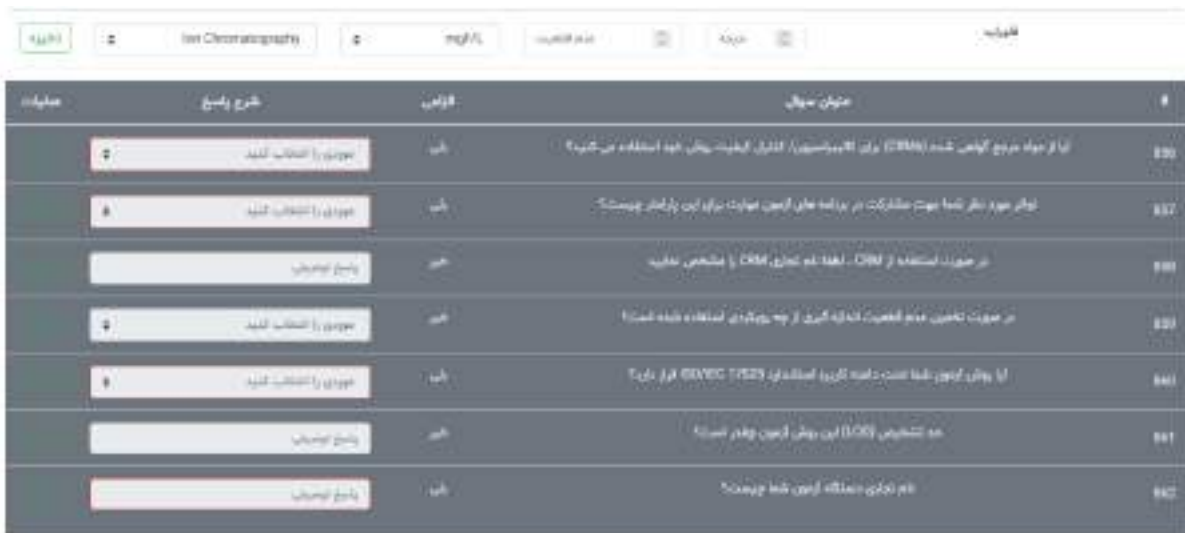 فلوراید نتیجه عدم قطعیت mg/L Ion Chromatography ذخیره
# عنوان سوال الزامی شرح پاسخ عملیات
836 آیا از مواد مرجع گواهی شده (CRMs) برای کالیبراسیون/ کنترل کیفیت روش خود استفاده می کنید؟ بلی موردی را انتخاب کنید
837 تواتر مورد نظر شما جهت مشارکت در برنامه های آزمون مهارت برای این پارامتر چیست؟ بلی موردی را انتخاب کنید
838 در صورت استفاده از CRM ، لطفا نام تجاری CRM را مشخص نمایید خیر پاسخ توصیفی
839 در صورت تخمین عدم قطعیت اندازه گیری از چه رویکردی استفاده شده است؟ خیر موردی را انتخاب کنید
840 آیا روش آزمون شما تحت دامنه کاربرد استاندارد ISO/IEC 17025 قرار دارد؟ بلی موردی را انتخاب کنید
841 حد تشخیص (LOD) این روش آزمون چقدر است؟ خیر پاسخ توصیفی
842 نام تجاری دستگاه آزمون شما چیست؟ بلی پاسخ توصیفی